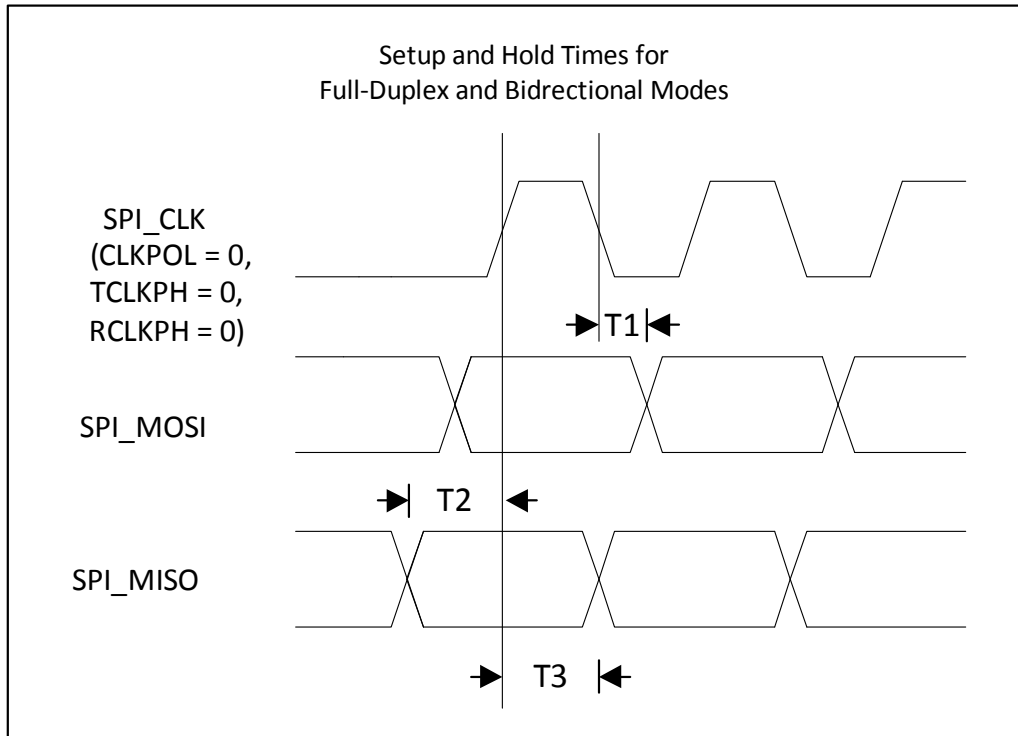 Setup and Hold Times for
Full-Duplex and Bidrectional Modes
SPI_CLK
(CLKPOL = 0,
TCLKPH = 0,
RCLKPH = 0)
T1
SPI_MOSI
T2
SPI_MISO
T3